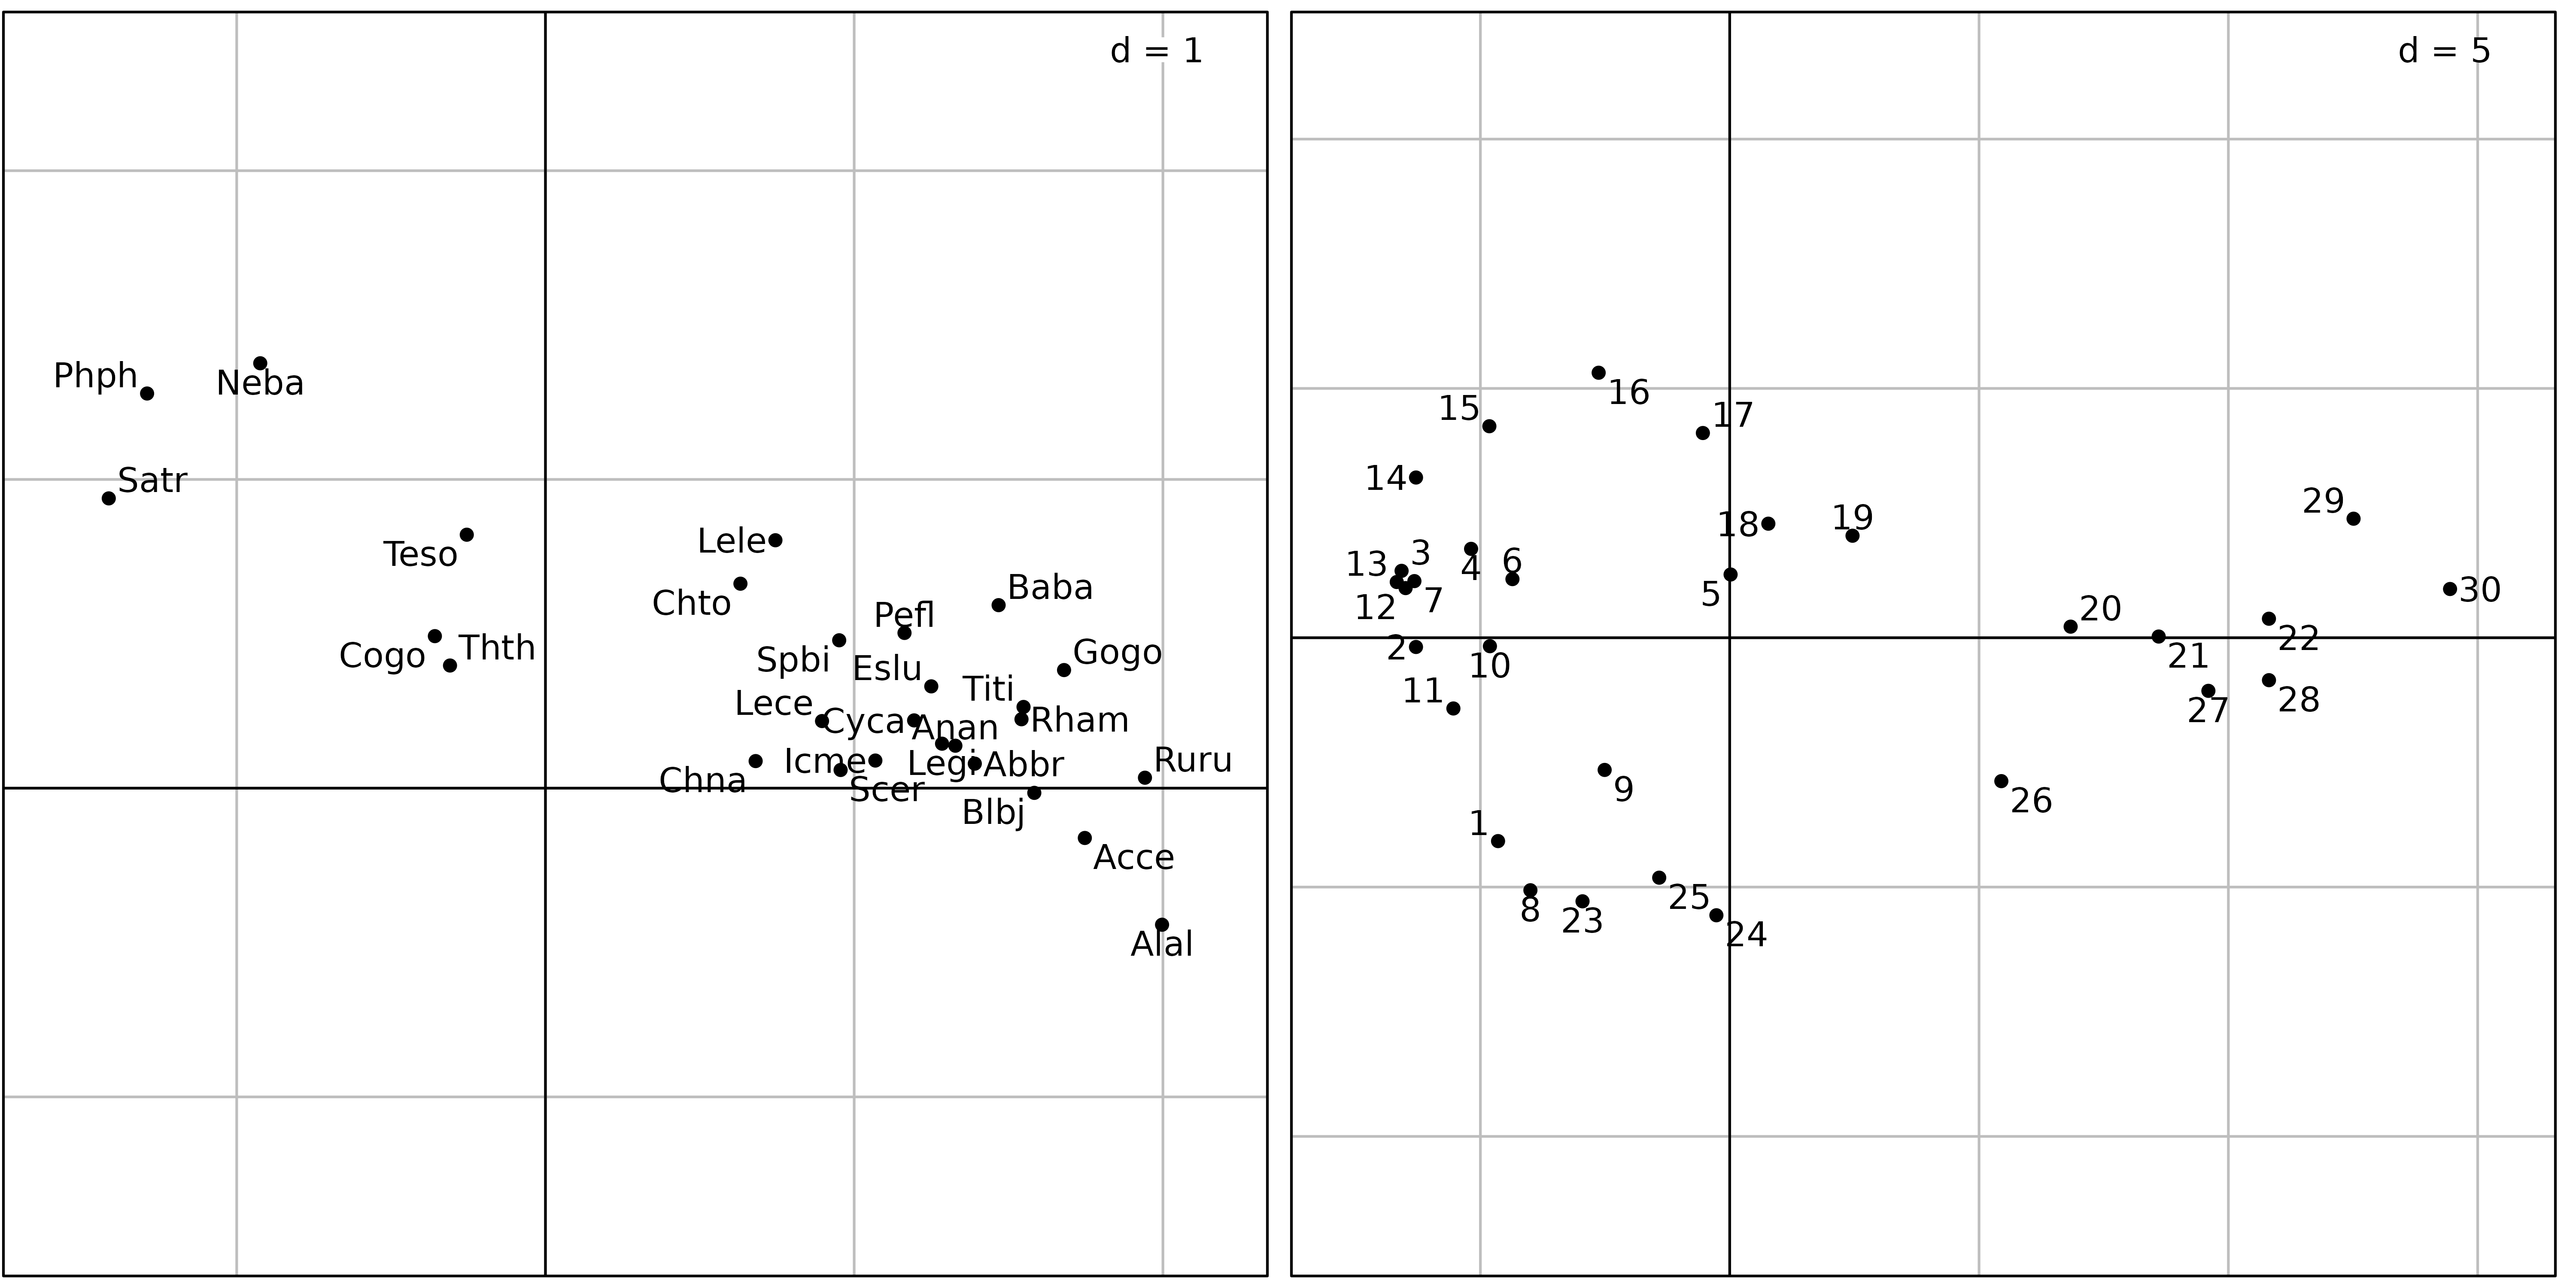 d = 1
Phph
Neba
Satr
Teso
Lele
Chto
Baba
Pefl
Cogo
Thth
Spbi
Eslu
Gogo
Titi
Lece
Cyca
Anan
Rham
Chna
Icme
Legi
Abbr
Ruru
Scer
Blbj
Acce
Alal
d = 5
16
15
17
14
29
18
19
13
3
4
6
12
7
5
30
20
2
10
22
21
11
28
27
9
26
1
8
23
25
24